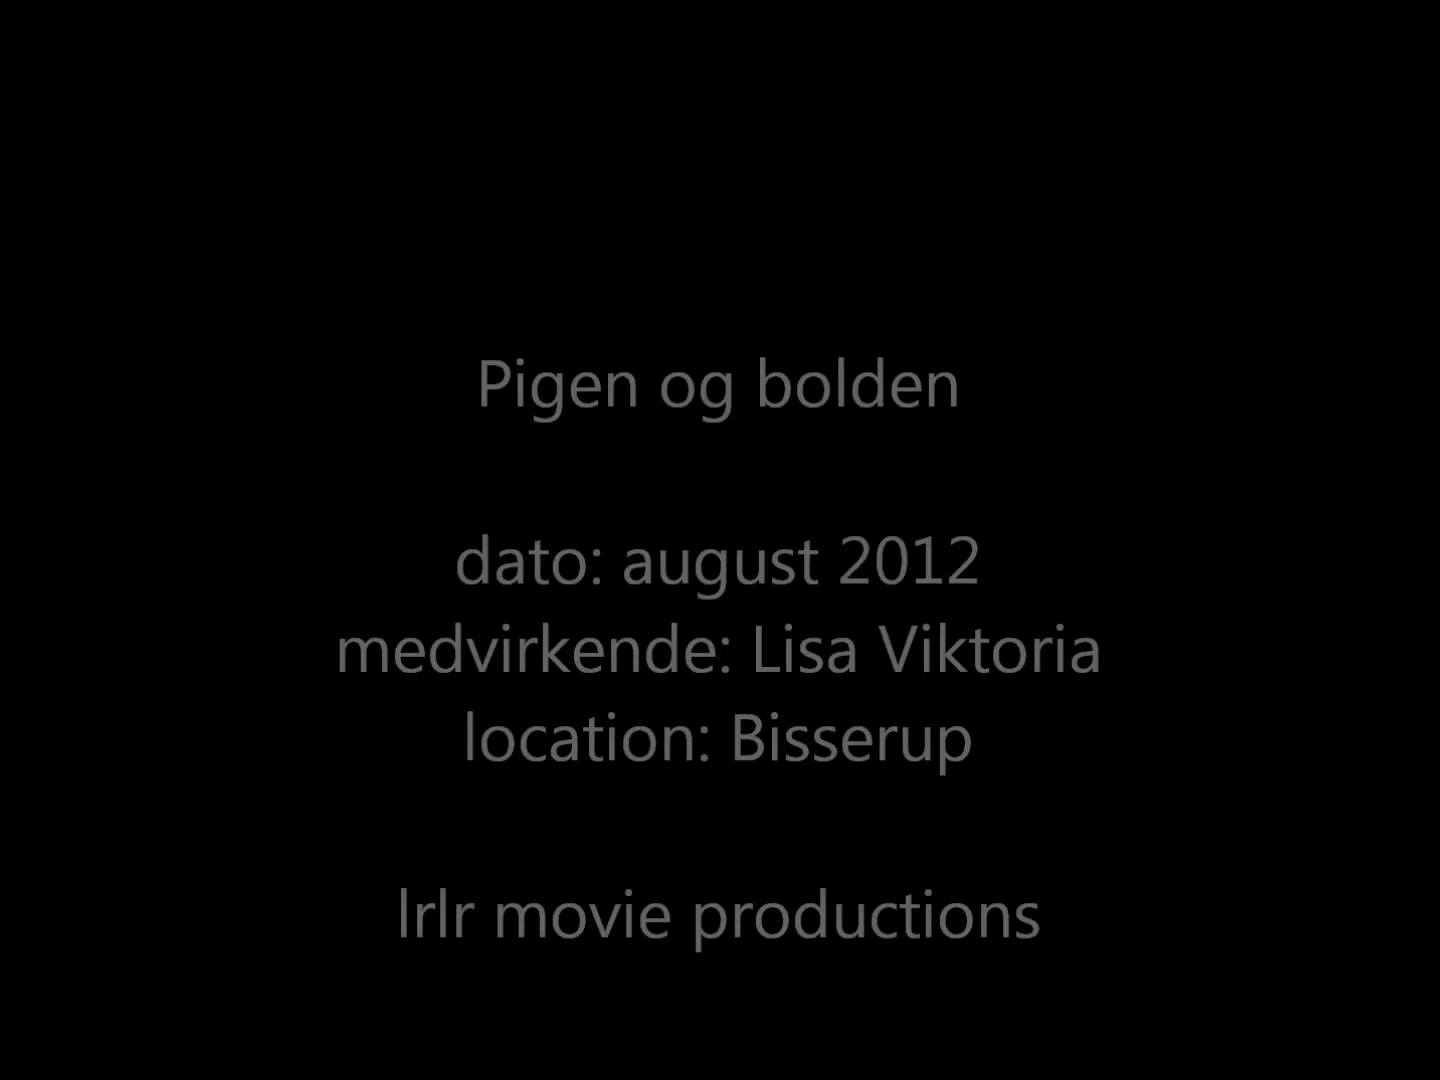 Pigen og bolden
dato: august 2012
medvirkende: Lisa Viktoria
location: Bisserup
lrlr movie productions